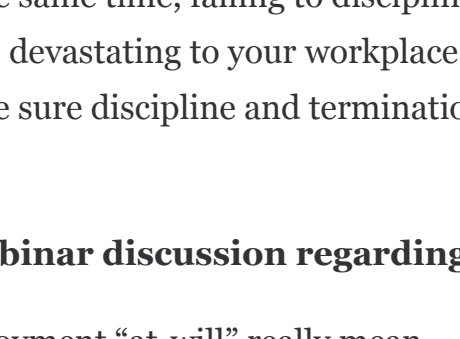 same time, failing to disciplin
devastating to your workplace
e sure discipline and terminatio
binar discussion regarding
oyment “at-will” really mean